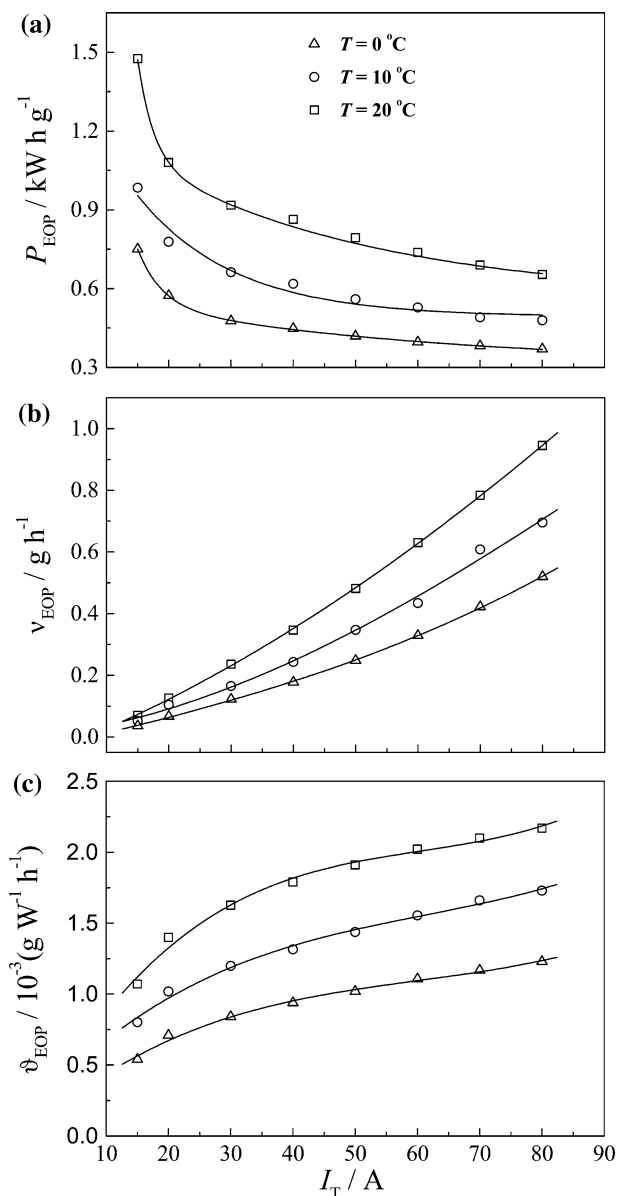 (a)
T = 0 °C
T = 10 °C
T = 20 °C
1.5
1.2
0.9
0.6
0.3
P_EOP / kW h g⁻¹
(b)
1.0
0.8
0.6
0.4
0.2
0.0
ν_EOP / g h⁻¹
(c)
2.5
2.0
1.5
1.0
0.5
0.0
ϑ_EOP / 10⁻³(g W⁻¹ h⁻¹)
10 20 30 40 50 60 70 80 90
I_T / A